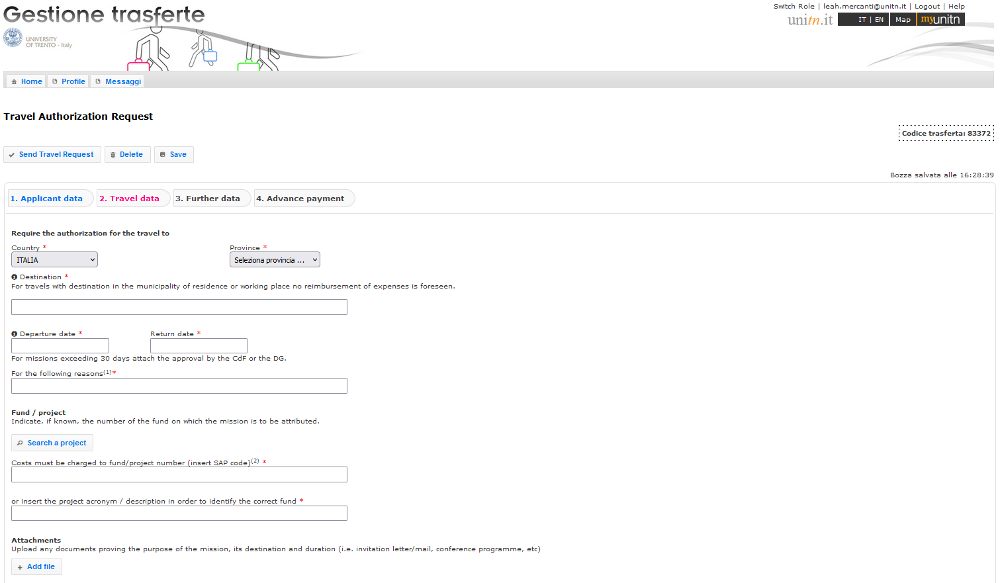 Gestione trasferte
Switch Role | leah.mercanti@unitn.it | Logout | Help
unitn.it IT | EN Map myunitn
UNIVERSITY
OF TRENTO - Italy
Home Profile Messaggi
Travel Authorization Request
Codice trasferta: 83372
Send Travel Request Delete Save
Bozza salvata alle 16:28:39
1. Applicant data 2. Travel data 3. Further data 4. Advance payment
Require the authorization for the travel to
Country * Province *
ITALIA Seleziona provincia ...
Destination *
For travels with destination in the municipality of residence or working place no reimbursement of expenses is foreseen.
Departure date * Return date *
For missions exceeding 30 days attach the approval by the CdF or the DG.
For the following reasons(1)*
Fund / project
Indicate, if known, the number of the fund on which the mission is to be attributed.
Search a project
Costs must be charged to fund/project number (insert SAP code)(2) *
or insert the project acronym / description in order to identify the correct fund *
Attachments
Upload any documents proving the purpose of the mission, its destination and duration (i.e. invitation letter/mail, conference programme, etc)
+ Add file